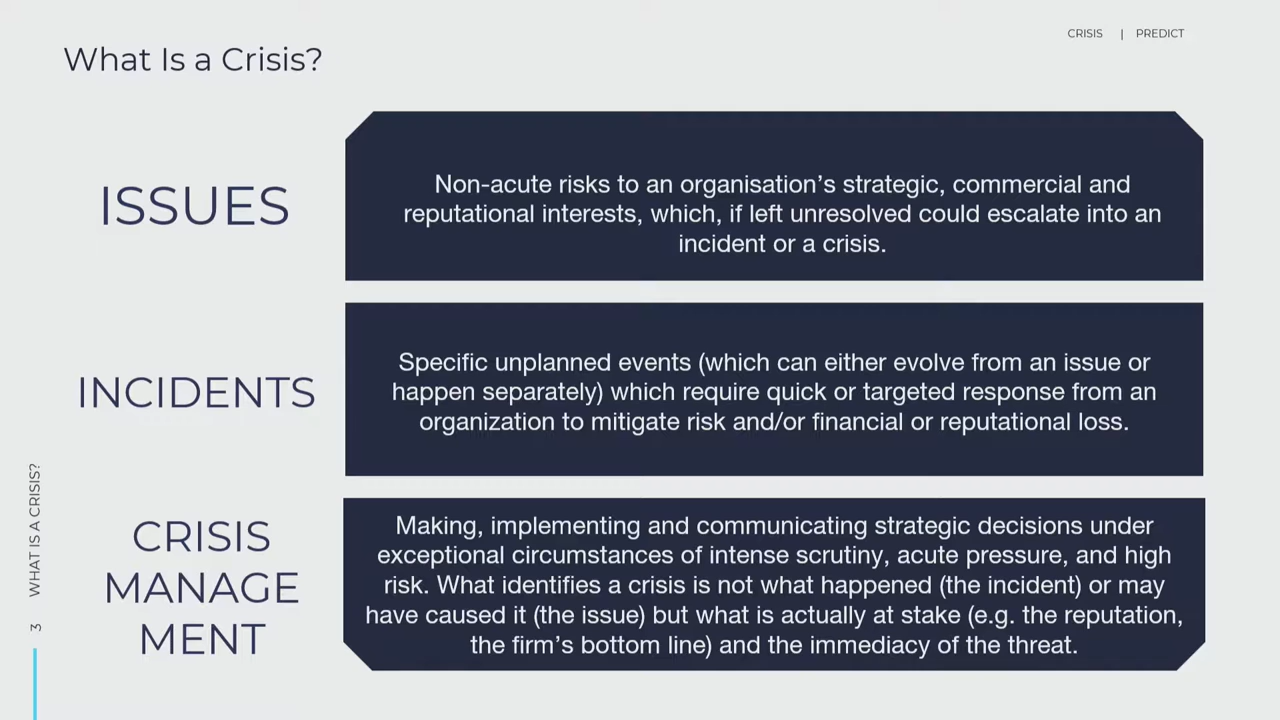 What Is a Crisis?
CRISIS | PREDICT
ISSUES
Non-acute risks to an organisation’s strategic, commercial and
reputational interests, which, if left unresolved could escalate into an
incident or a crisis.
INCIDENTS
Specific unplanned events (which can either evolve from an issue or
happen separately) which require quick or targeted response from an
organization to mitigate risk and/or financial or reputational loss.
CRISIS
MANAGE
MENT
Making, implementing and communicating strategic decisions under
exceptional circumstances of intense scrutiny, acute pressure, and high
risk. What identifies a crisis is not what happened (the incident) or may
have caused it (the issue) but what is actually at stake (e.g. the reputation,
the firm’s bottom line) and the immediacy of the threat.
3 WHAT IS A CRISIS?